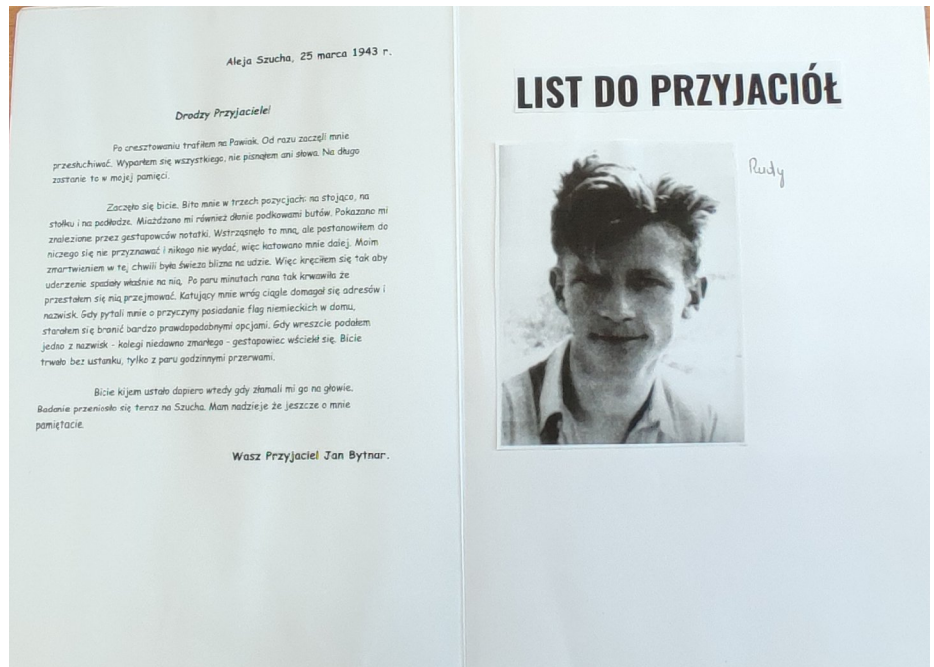 Aleja Szucha, 25 marca 1943 r.
Drodzy Przyjaciele!
Po aresztowaniu trafiłem na Pawiak. Od razu zaczęli mnie
przesłuchiwać. Wyparłem się wszystkiego, nie pisnąłem ani słowa. Na długo
zostanie to w mojej pamięci.
Zaczęło się bicie. Bito mnie w trzech pozycjach: na stojąco, na
stołku i na podłodze. Miażdżono mi również dłonie podkowami butów. Pokazano mi
znalezione przez gestapowców notatki. Wstrząsnęło to mną, ale postanowiłem do
niczego się nie przyznawać i nikogo nie wydać, więc katowano mnie dalej. Moim
zmartwieniem w tej chwili była świeża blizna na udzie. Więc kręciłem się tak aby
uderzenie spadały właśnie na nią. Po paru minutach rana tak krwawiła że
przestałem się nią przejmować. Katujący mnie wróg ciągle domagał się adresów i
nazwisk. Gdy pytali mnie o przyczyny posiadanie flag niemieckich w domu,
starałem się bronić bardzo prawdopodobnymi opcjami. Gdy wreszcie podałem
jedno z nazwisk - kolegi niedawno zmarłego - gestapowiec wściekł się. Bicie
trwało bez ustanku, tylko z paru godzinnymi przerwami.
Bicie kijem ustało dopiero wtedy gdy złamali mi go na głowie.
Badanie przeniosło się teraz na Szucha. Mam nadzieje że jeszcze o mnie
pamiętacie.
Wasz Przyjaciel Jan Bytnar.
LIST DO PRZYJACIÓŁ
Rudy